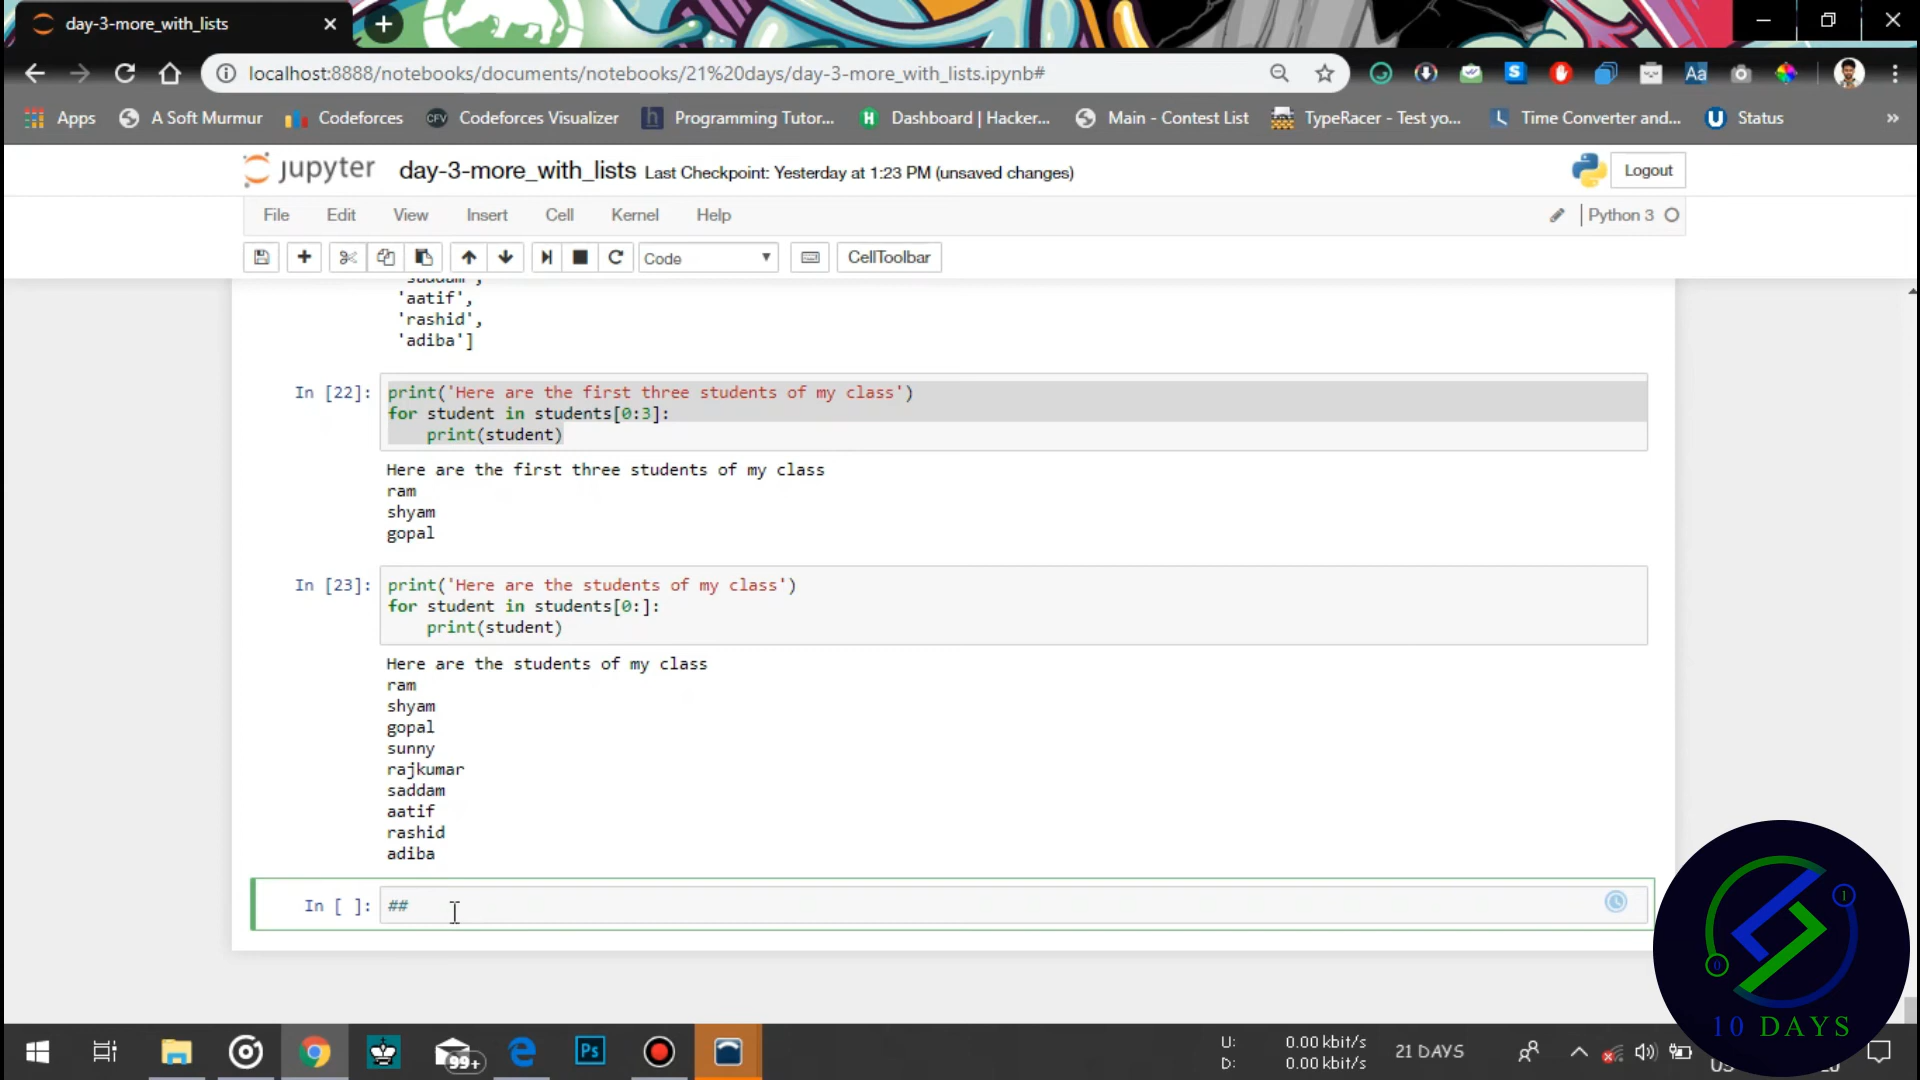 day-3-more_with_lists
localhost:8888/notebooks/documents/notebooks/21%20days/day-3-more_with_lists.ipynb#
Apps A Soft Murmur Codeforces CFV Codeforces Visualizer Programming Tutor... Dashboard | Hacker... Main - Contest List TypeRacer - Test yo... Time Converter and... Status »
jupyter day-3-more_with_lists Last Checkpoint: Yesterday at 1:23 PM (unsaved changes) Logout
File Edit View Insert Cell Kernel Help Python 3
Code CellToolbar
'saddam',
'aatif',
'rashid',
'adiba']
In [22]: print('Here are the first three students of my class')
for student in students[0:3]:
print(student)
Here are the first three students of my class
ram
shyam
gopal
In [23]: print('Here are the students of my class')
for student in students[0:]:
print(student)
Here are the students of my class
ram
shyam
gopal
sunny
rajkumar
saddam
aatif
rashid
adiba
In [ ]: ##
10 DAYS
99+ Ps U: 0.00 kbit/s
D: 0.00 kbit/s
21 DAYS